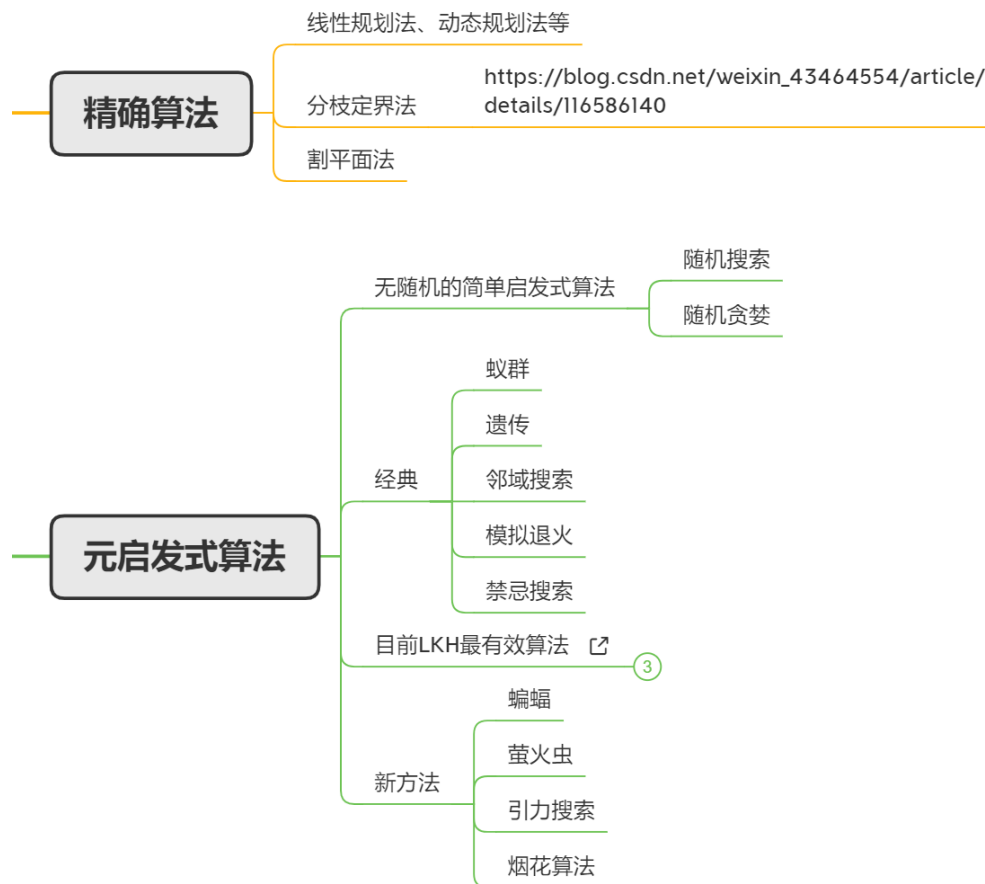 线性规划法、动态规划法等
精确算法
分枝定界法
https://blog.csdn.net/weixin_43464554/article/
details/116586140
割平面法
无随机的简单启发式算法
随机搜索
随机贪婪
经典
蚁群
遗传
邻域搜索
模拟退火
禁忌搜索
元启发式算法
目前LKH最有效算法
3
新方法
蝙蝠
萤火虫
引力搜索
烟花算法